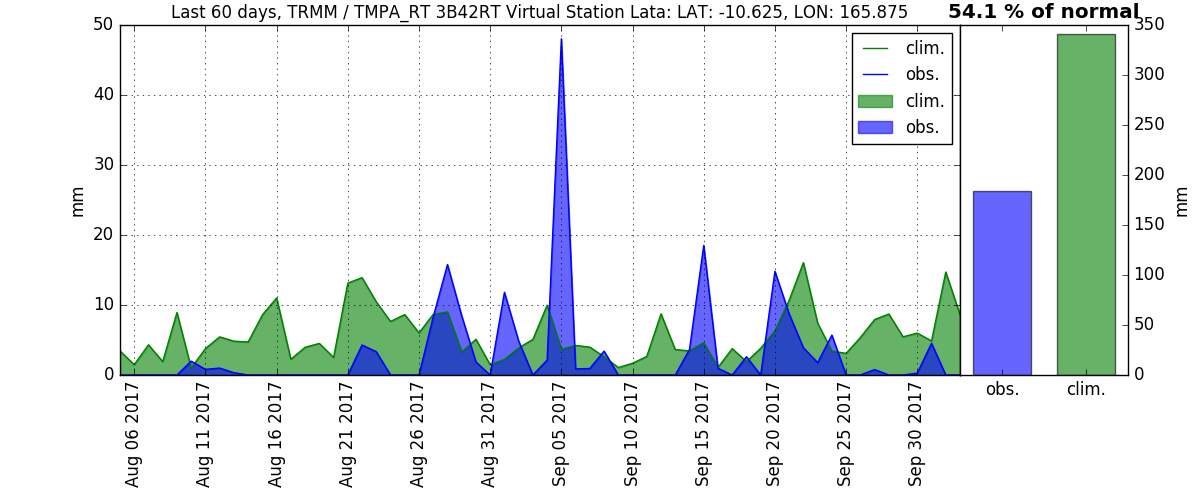 Last 60 days, TRMM / TMPA_RT 3B42RT Virtual Station Lata: LAT: -10.625, LON: 165.875
54.1 % of normal
50
40
30
20
10
0
mm
clim.
obs.
clim.
obs.
Aug 06 2017
Aug 11 2017
Aug 16 2017
Aug 21 2017
Aug 26 2017
Aug 31 2017
Sep 05 2017
Sep 10 2017
Sep 15 2017
Sep 20 2017
Sep 25 2017
Sep 30 2017
350
300
250
200
150
100
50
0
mm
obs.
clim.